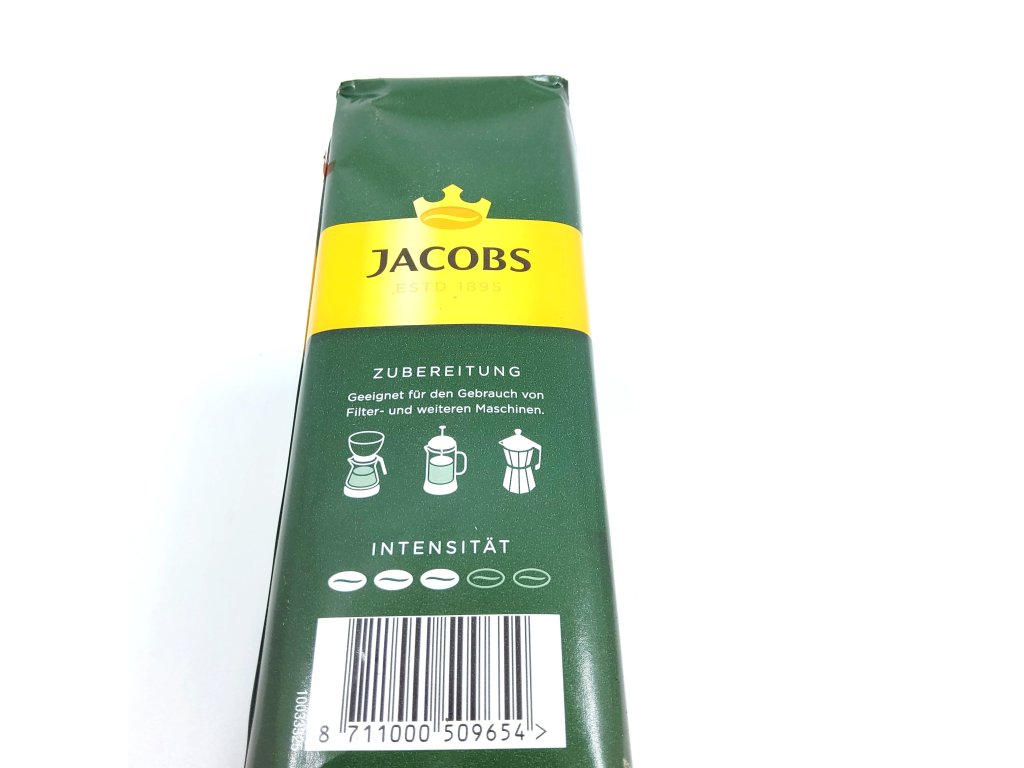 JACOBS
ESTD 1895
ZUBEREITUNG
Geeignet für den Gebrauch von
Filter- und weiteren Maschinen.
INTENSITÄT
8 711000 509654 >